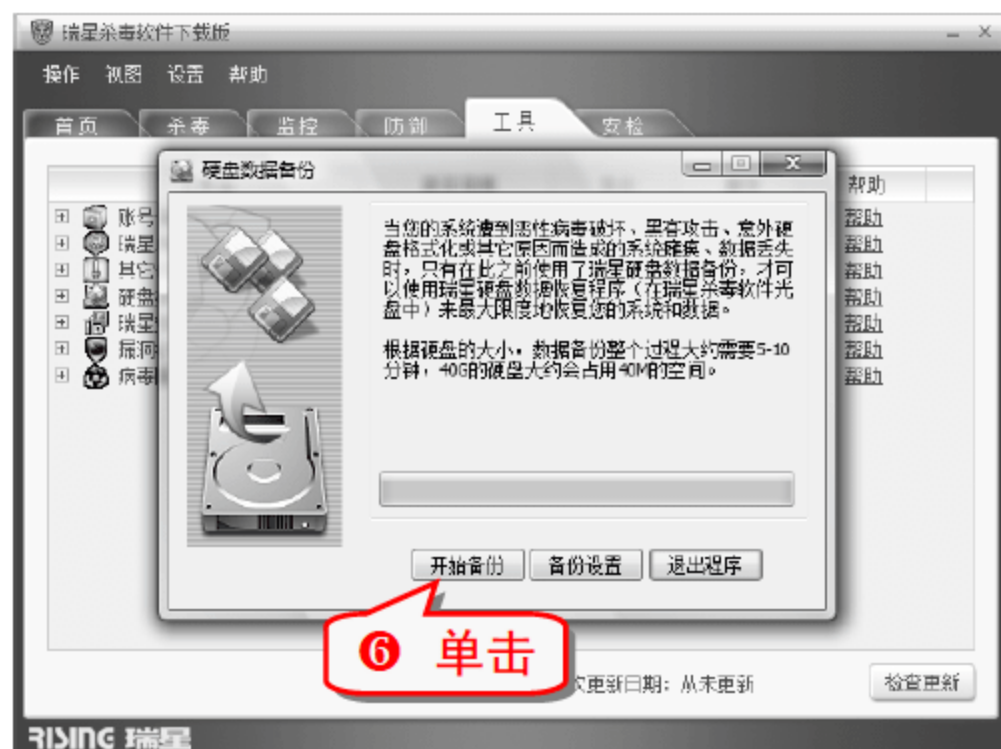 瑞星杀毒软件下载版
操作 视图 设置 帮助
首页 杀毒 监控 防御 工具 安检
硬盘数据备份
帮助
账号
帮助
瑞星
帮助
其它
帮助
硬盘
帮助
瑞星
帮助
漏洞
帮助
病毒
帮助
当您的系统遭到恶性病毒破坏、黑客攻击、意外硬
盘格式化或其它原因而造成的系统瘫痪、数据丢失
时，只有在此之前使用了瑞星硬盘数据备份，才可
以使用瑞星硬盘数据恢复程序（在瑞星杀毒软件光
盘中）来最大限度地恢复您的系统和数据。
根据硬盘的大小，数据备份整个过程大约需要5-10
分钟，40G的硬盘大约会占用40M的空间。
开始备份 备份设置 退出程序
❻ 单击
次更新日期：从未更新
检查更新
RISING 瑞星